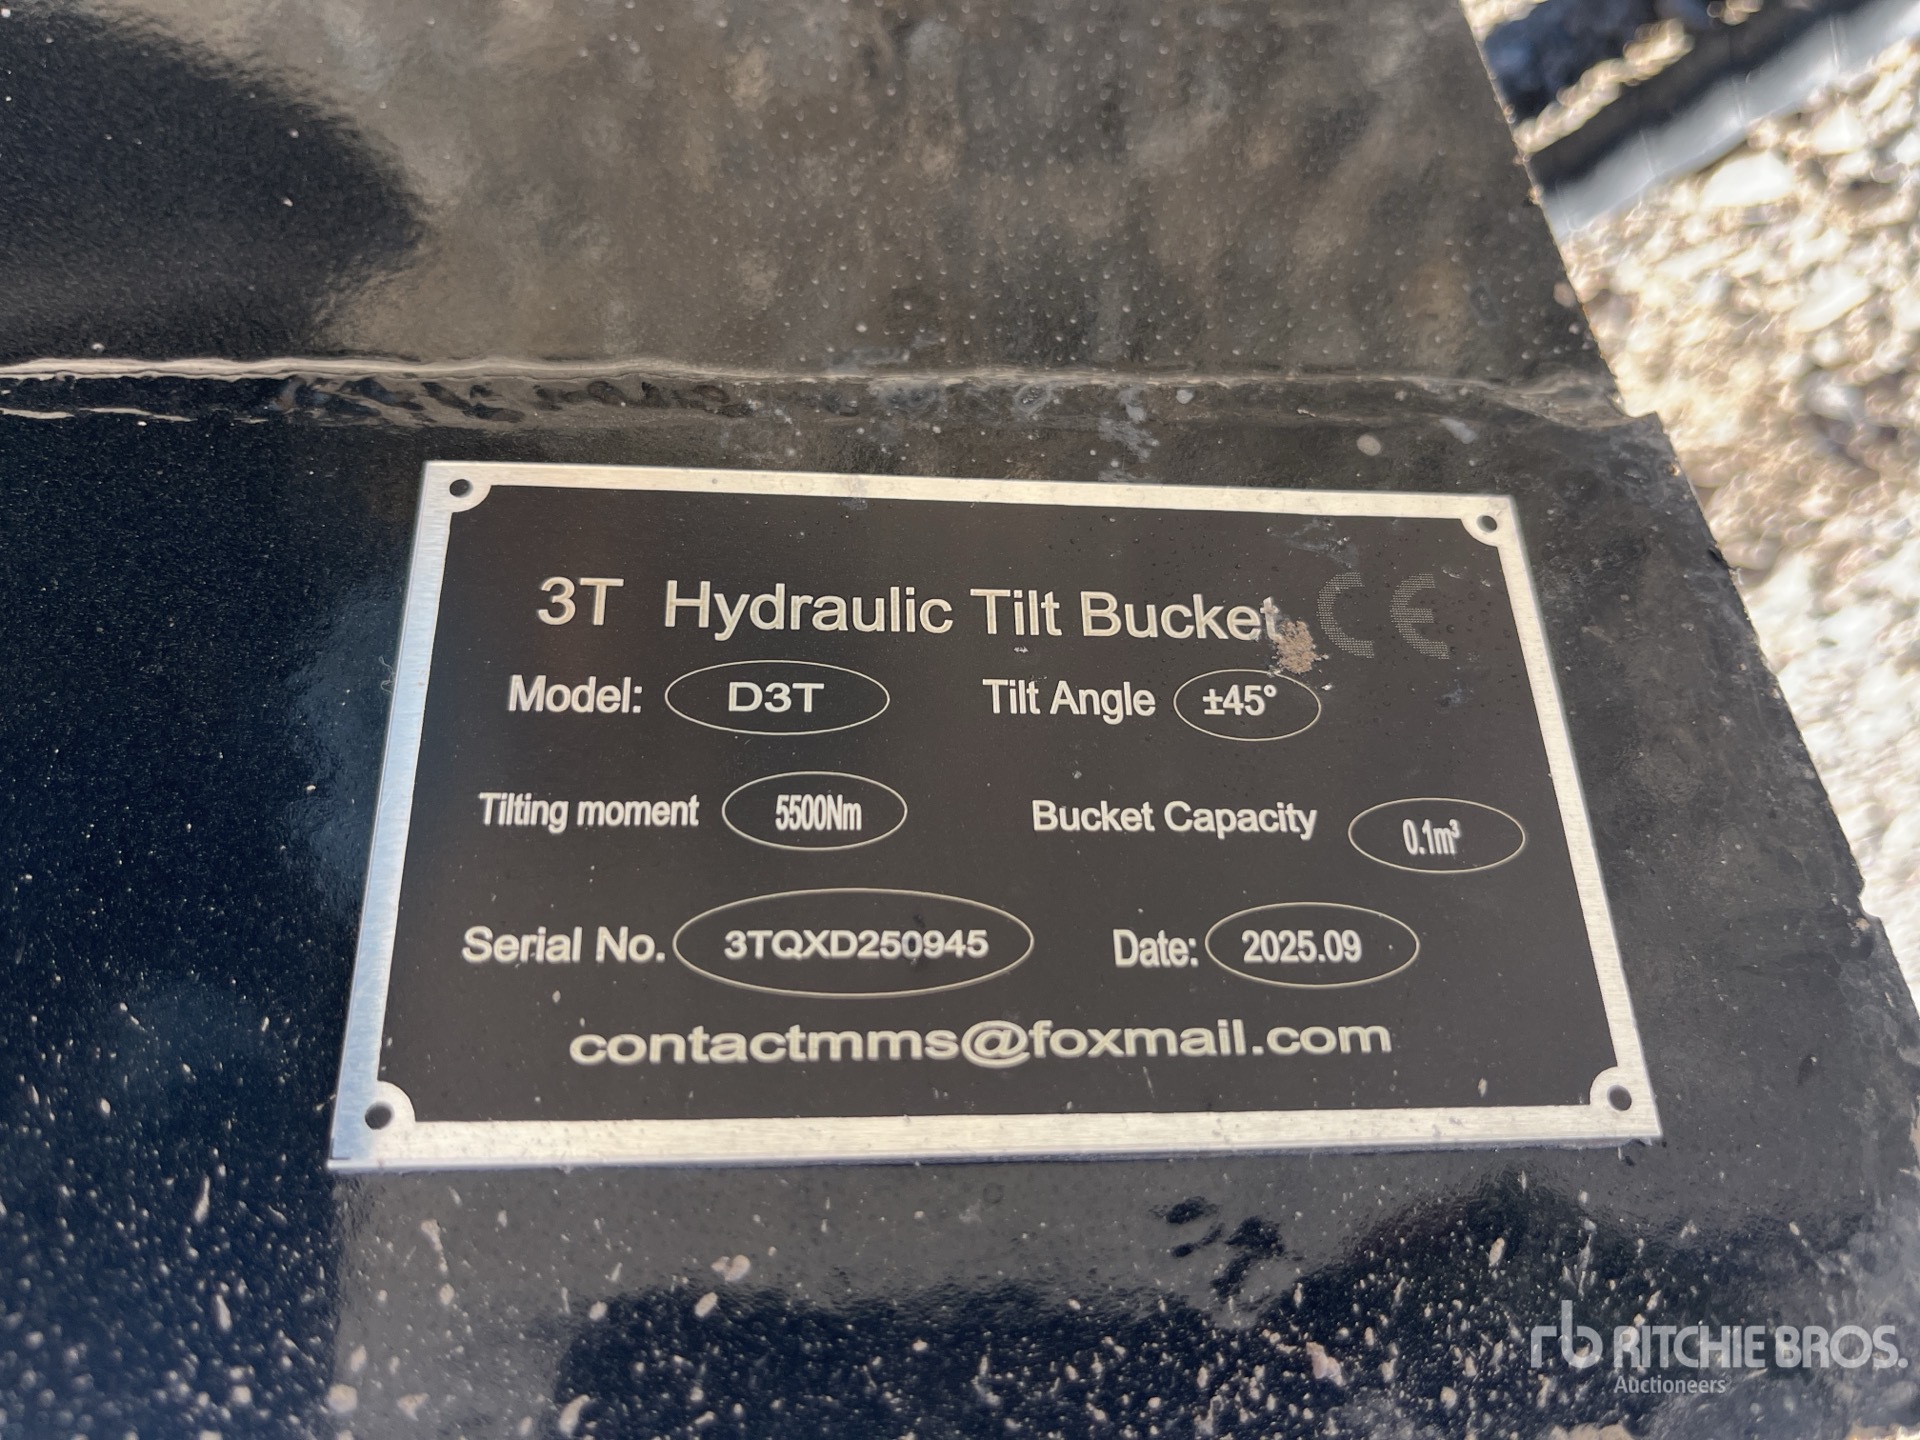 3T Hydraulic Tilt Bucket CE
Model: D3T Tilt Angle ±45°
Tilting moment 5500Nm Bucket Capacity 0.1m³
Serial No. 3TQXD250945 Date: 2025.09
contactmms@foxmail.com
rb RITCHIE BROS.
Auctioneers